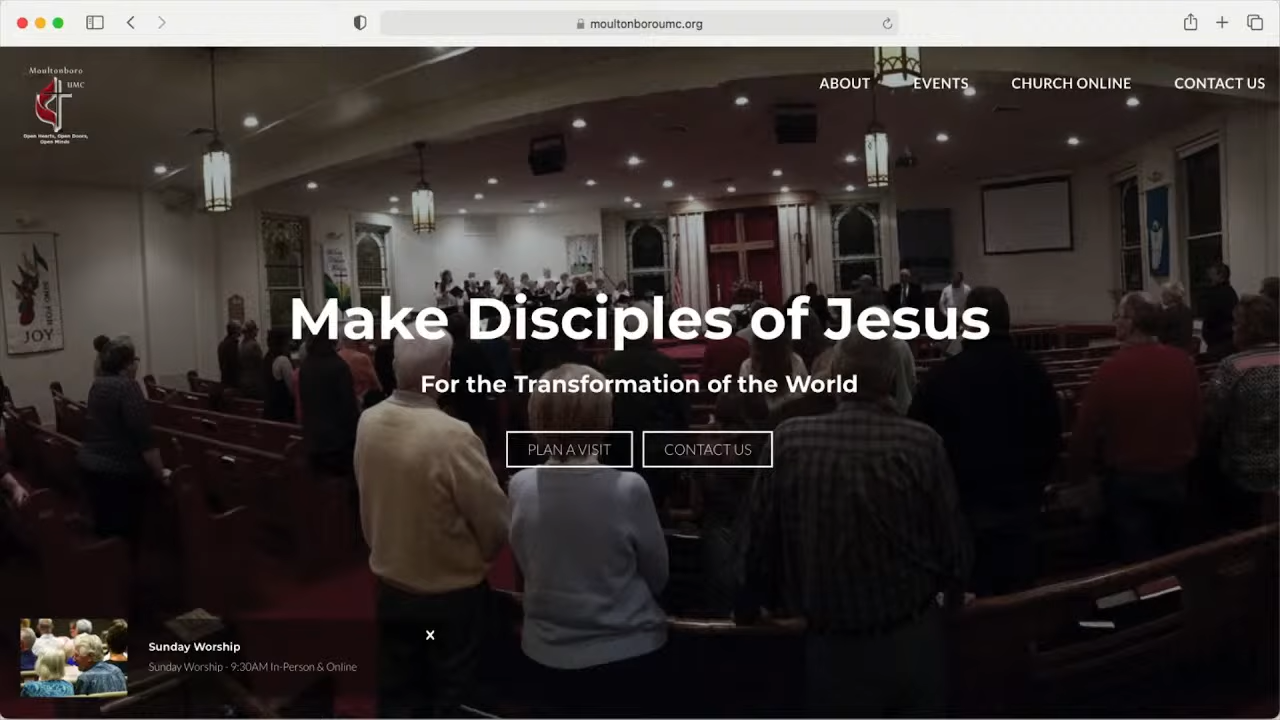 moultonboroumc.org
Moultonboro
UMC
Open Hearts, Open Doors,
Open Minds
ABOUT
EVENTS
CHURCH ONLINE
CONTACT US
JOY
Make Disciples of Jesus
For the Transformation of the World
PLAN A VISIT
CONTACT US
Sunday Worship
x
Sunday Worship - 9:30AM In-Person & Online